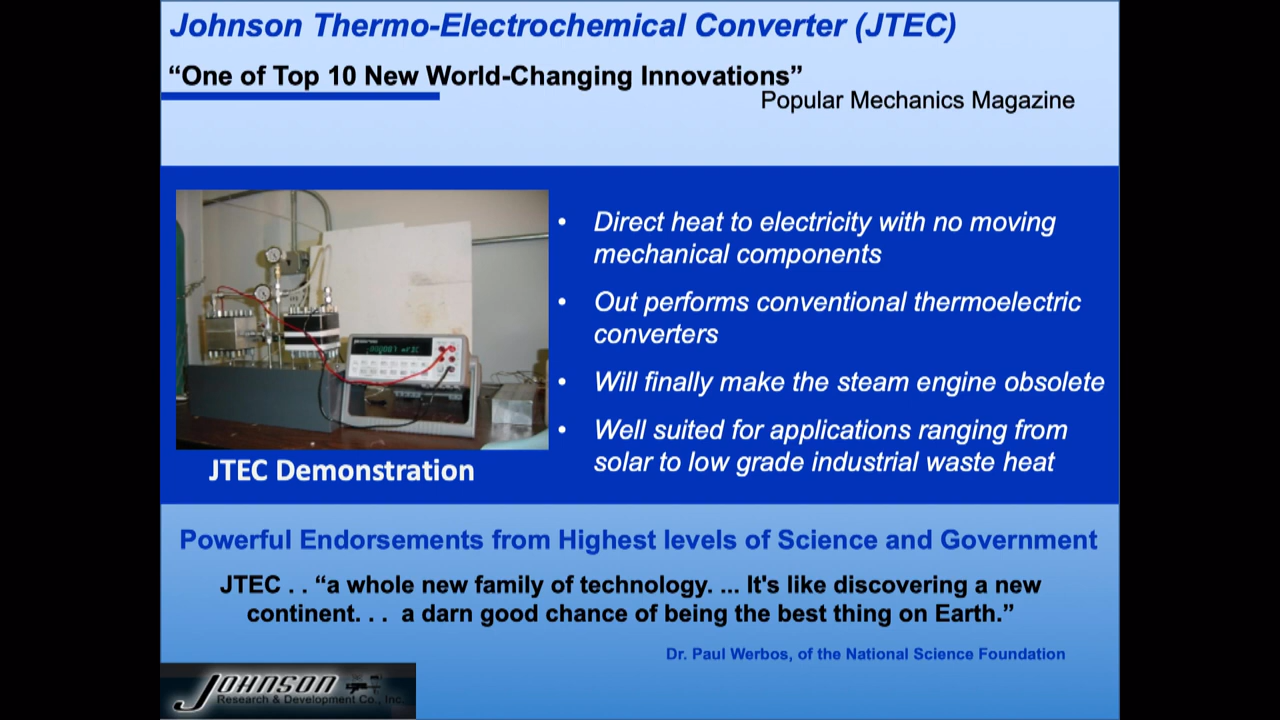 Johnson Thermo-Electrochemical Converter (JTEC)
“One of Top 10 New World-Changing Innovations”
Popular Mechanics Magazine
• Direct heat to electricity with no moving
mechanical components
• Out performs conventional thermoelectric
converters
• Will finally make the steam engine obsolete
• Well suited for applications ranging from
solar to low grade industrial waste heat
JTEC Demonstration
Powerful Endorsements from Highest levels of Science and Government
JTEC . . “a whole new family of technology. ... It's like discovering a new
continent. . .  a darn good chance of being the best thing on Earth.”
Dr. Paul Werbos, of the National Science Foundation
JOHNSON
Research & Development Co., Inc.